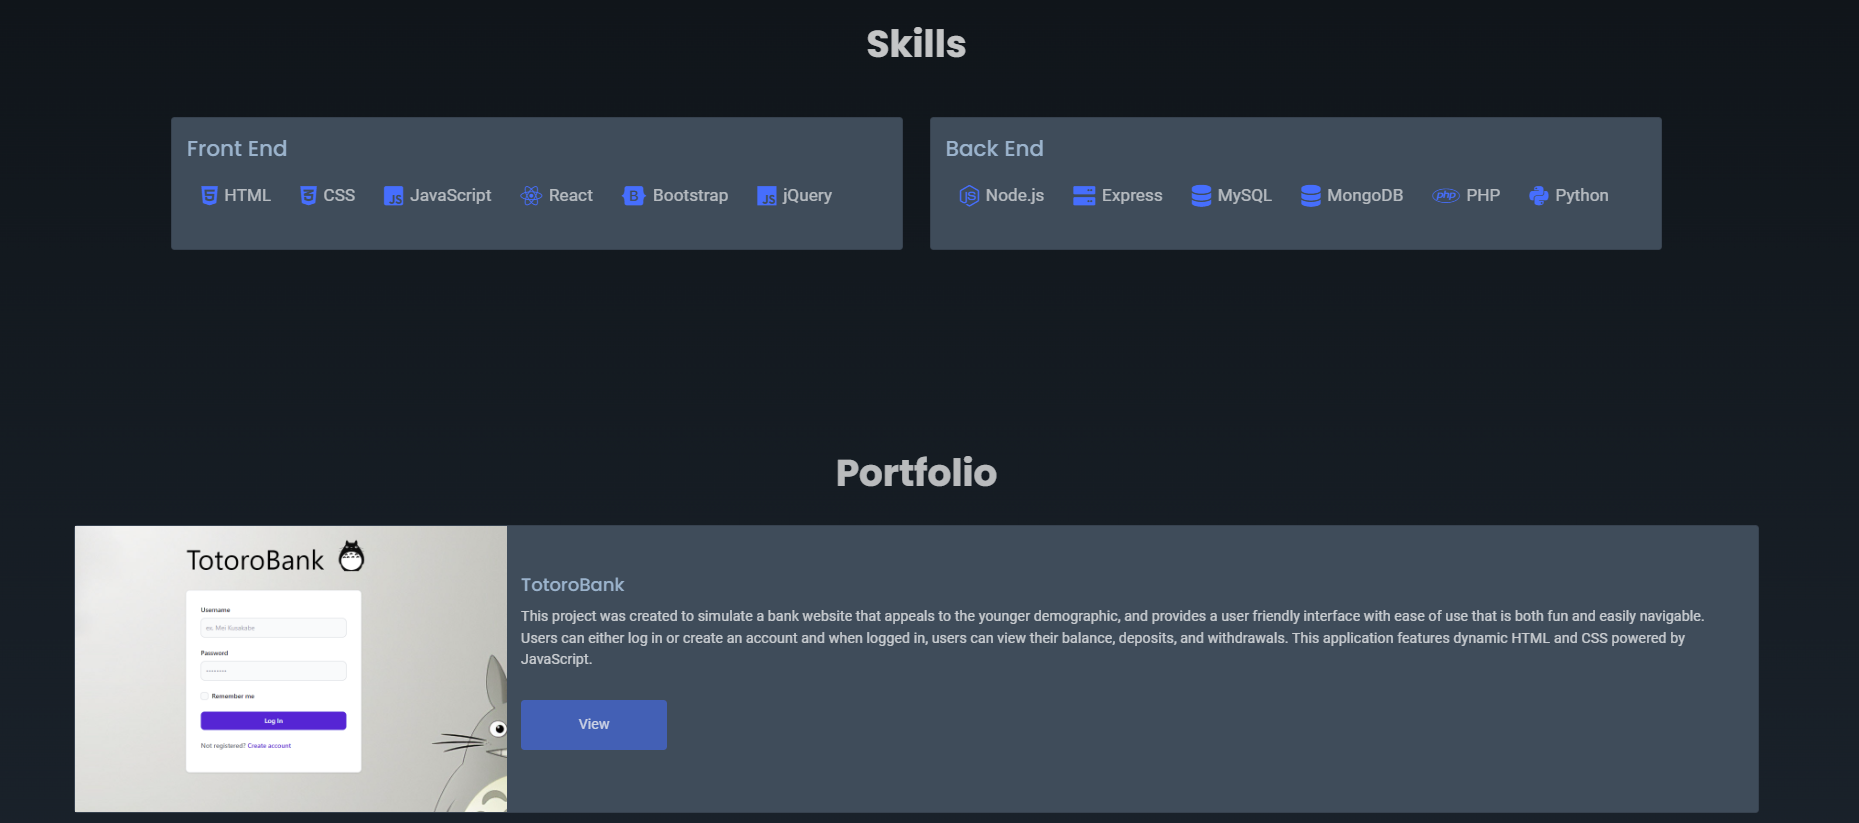 Skills
Front End
HTML CSS JavaScript React Bootstrap jQuery
Back End
Node.js Express MySQL MongoDB PHP Python
Portfolio
TotoroBank
Username
ex. Mei Kusakabe
Password
••••••••
Remember me
Log In
Not registered? Create account
TotoroBank
This project was created to simulate a bank website that appeals to the younger demographic, and provides a user friendly interface with ease of use that is both fun and easily navigable.
Users can either log in or create an account and when logged in, users can view their balance, deposits, and withdrawals. This application features dynamic HTML and CSS powered by
JavaScript.
View